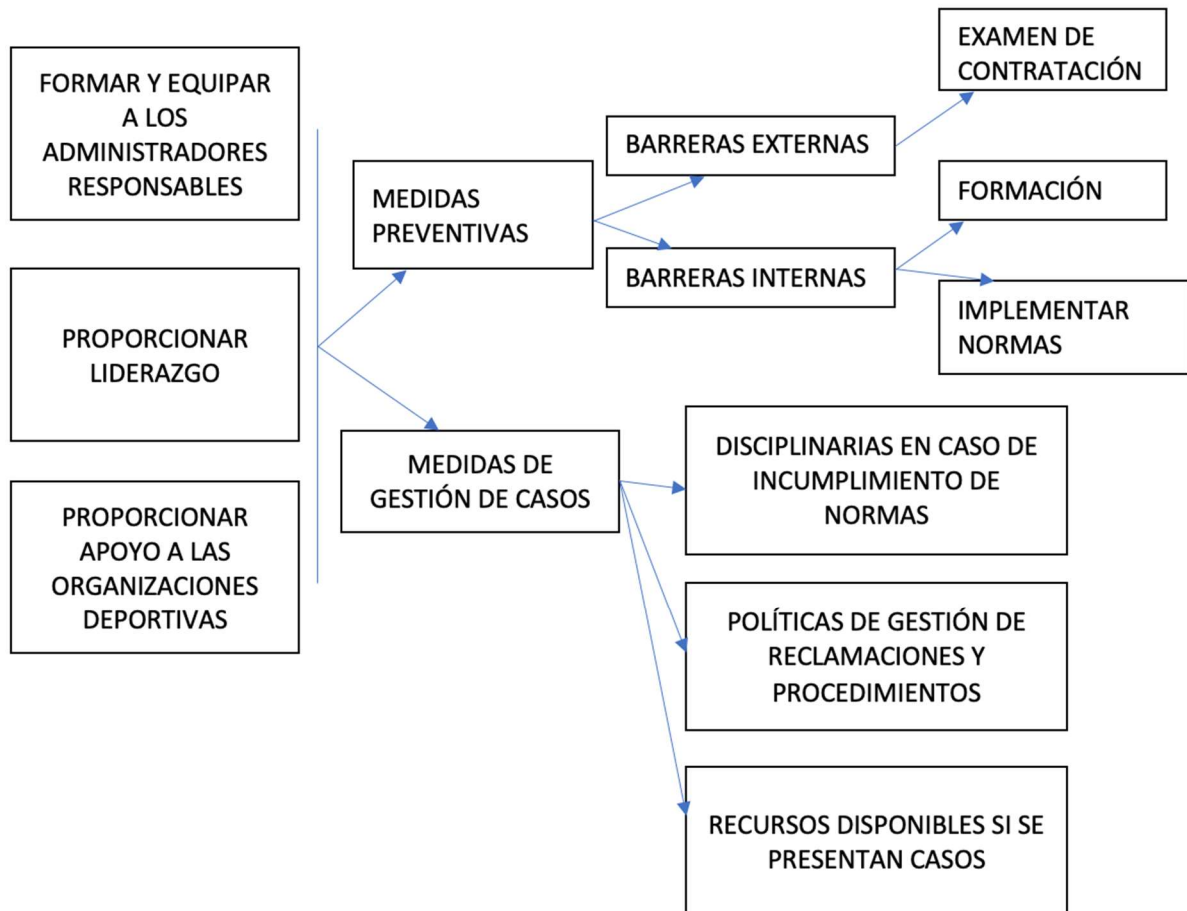 FORMAR Y EQUIPAR
A LOS
ADMINISTRADORES
RESPONSABLES
PROPORCIONAR
LIDERAZGO
PROPORCIONAR
APOYO A LAS
ORGANIZACIONES
DEPORTIVAS
MEDIDAS
PREVENTIVAS
BARRERAS EXTERNAS
BARRERAS INTERNAS
EXAMEN DE
CONTRATACIÓN
FORMACIÓN
IMPLEMENTAR
NORMAS
MEDIDAS DE
GESTIÓN DE CASOS
DISCIPLINARIAS EN CASO DE
INCUMPLIMIENTO DE
NORMAS
POLÍTICAS DE GESTIÓN DE
RECLAMACIONES Y
PROCEDIMIENTOS
RECURSOS DISPONIBLES SI SE
PRESENTAN CASOS